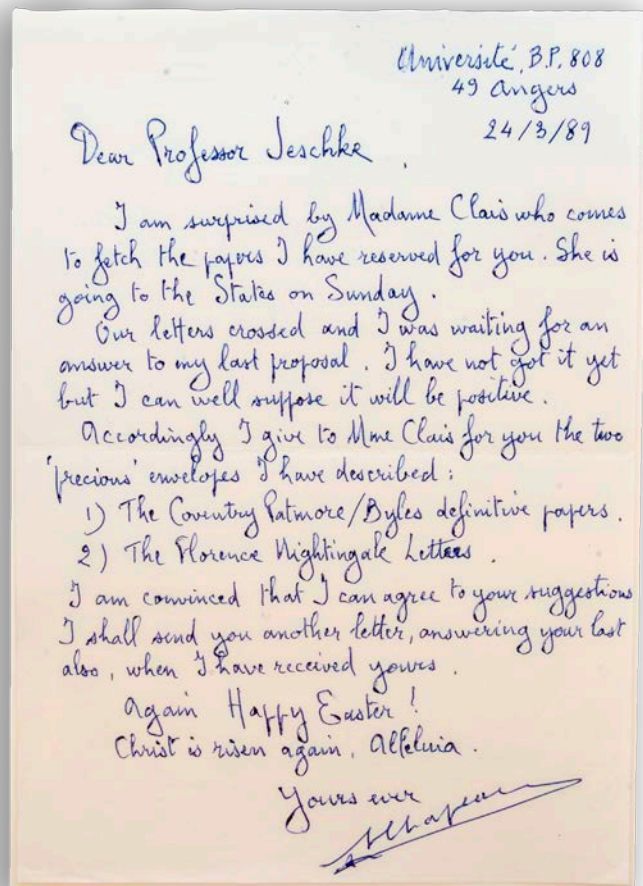 Université, B.P. 808
49 Angers
24/3/89
Dear Professor Jeschke
I am surprised by Madame Clais who comes
to fetch the papers I have reserved for you. She is
going to the States on Sunday.
Our letters crossed and I was waiting for an
answer to my last proposal. I have not got it yet
but I can well suppose it will be positive.
Accordingly I give to Mme Clais for you the two
'precious' envelopes I have described :
1) The Coventry Patmore/Byles definitive papers.
2) The Florence Nightingale Letters.
I am convinced that I can agree to your suggestions
I shall send you another letter, answering your last
also, when I have received yours.
Again Happy Easter !
Christ is risen again, Alleluia.
Yours ever